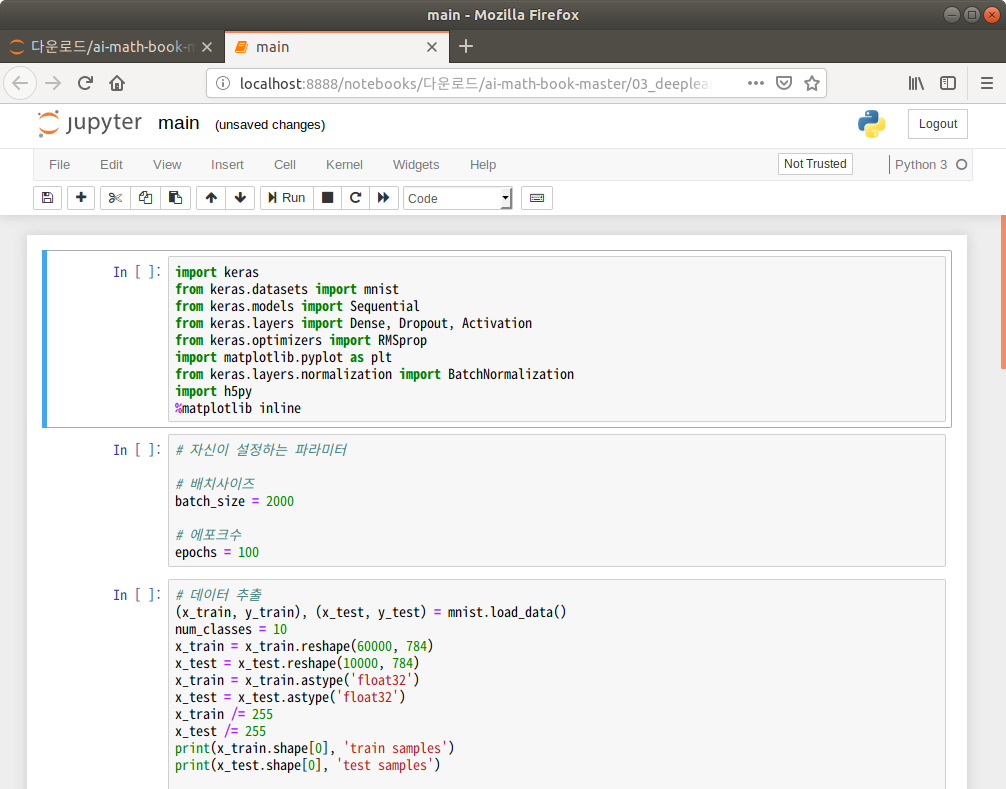 main - Mozilla Firefox
다운로드/ai-math-book-m
main
localhost:8888/notebooks/다운로드/ai-math-book-master/03_deeplear
jupyter main (unsaved changes)
Logout
File Edit View Insert Cell Kernel Widgets Help
Not Trusted
Python 3
Run
Code
In [ ]:
import keras
from keras.datasets import mnist
from keras.models import Sequential
from keras.layers import Dense, Dropout, Activation
from keras.optimizers import RMSprop
import matplotlib.pyplot as plt
from keras.layers.normalization import BatchNormalization
import h5py
%matplotlib inline
In [ ]:
# 자신이 설정하는 파라미터
# 배치사이즈
batch_size = 2000
# 에포크수
epochs = 100
In [ ]:
# 데이터 추출
(x_train, y_train), (x_test, y_test) = mnist.load_data()
num_classes = 10
x_train = x_train.reshape(60000, 784)
x_test = x_test.reshape(10000, 784)
x_train = x_train.astype('float32')
x_test = x_test.astype('float32')
x_train /= 255
x_test /= 255
print(x_train.shape[0], 'train samples')
print(x_test.shape[0], 'test samples')